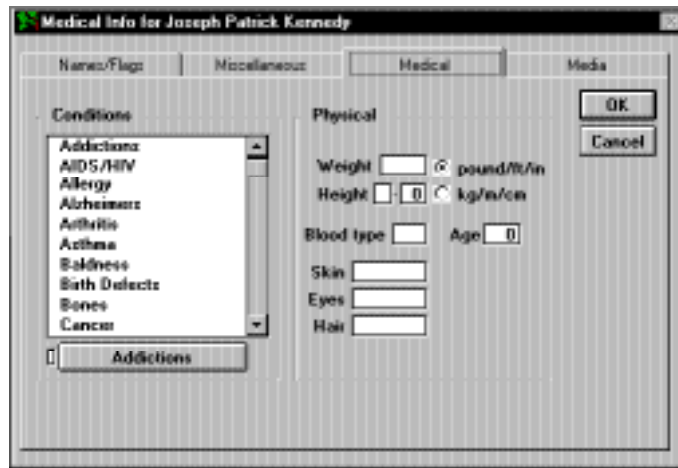 Medical Info for Joseph Patrick Kennedy
Names/Flags Miscellaneous Medical Media
Conditions
Addictions
AIDS/HIV
Allergy
Alzheimers
Arthritis
Asthma
Baldness
Birth Defects
Bones
Cancer
Addictions
Physical
Weight pound/ft/in
Height - 0 kg/m/cm
Blood type Age 0
Skin
Eyes
Hair
OK
Cancel